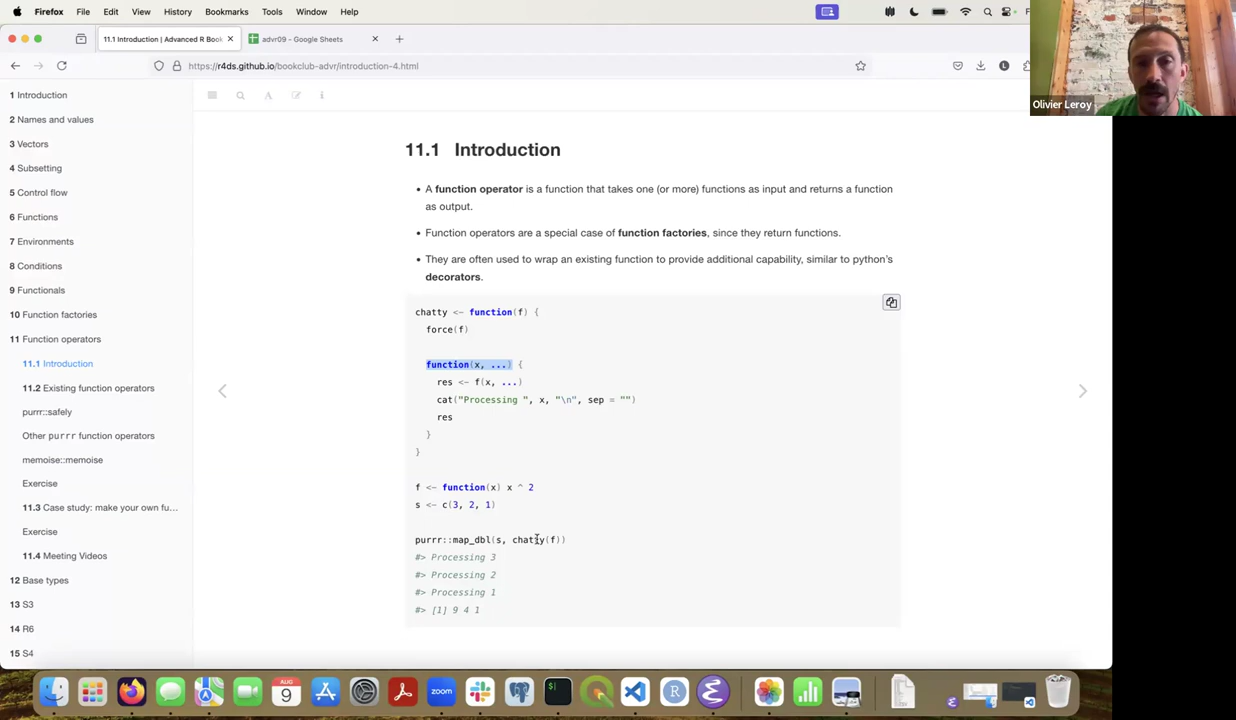 Firefox File Edit View History Bookmarks Tools Window Help
11.1 Introduction | Advanced R Book
advr09 - Google Sheets
https://r4ds.github.io/bookclub-advr/introduction-4.html
Olivier Leroy
1 Introduction
2 Names and values
3 Vectors
4 Subsetting
5 Control flow
6 Functions
7 Environments
8 Conditions
9 Functionals
10 Function factories
11 Function operators
11.1 Introduction
11.2 Existing function operators
purrr::safely
Other purrr function operators
memoise::memoise
Exercise
11.3 Case study: make your own fu...
Exercise
11.4 Meeting Videos
12 Base types
13 S3
14 R6
15 S4
11.1 Introduction
• A function operator is a function that takes one (or more) functions as input and returns a function
as output.
• Function operators are a special case of function factories, since they return functions.
• They are often used to wrap an existing function to provide additional capability, similar to python's
decorators.
chatty <- function(f) {
force(f)
function(x, ...) {
res <- f(x, ...)
cat("Processing ", x, "\n", sep = "")
res
}
}
f <- function(x) x ^ 2
s <- c(3, 2, 1)
purrr::map_dbl(s, chatty(f))
#> Processing 3
#> Processing 2
#> Processing 1
#> [1] 9 4 1
AUG
9
zoom